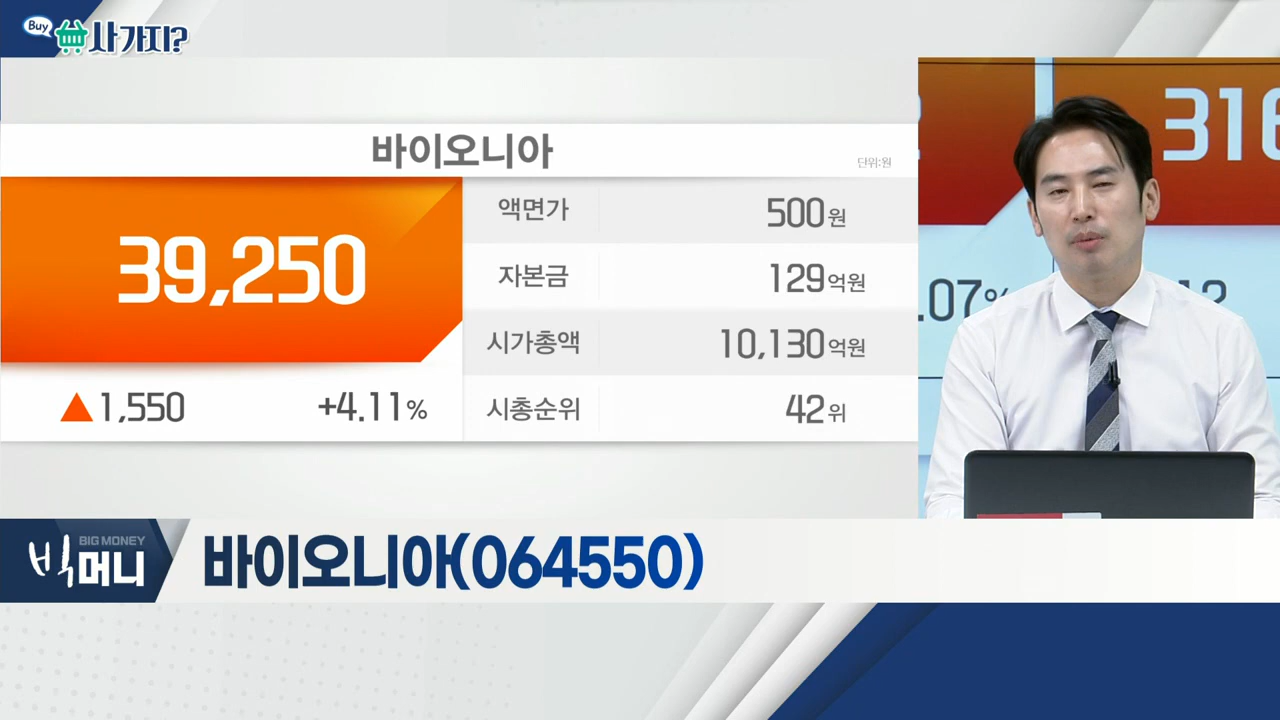 Buy
사가지?
바이오니아
단위:원
39,250
▲1,550 +4.11%
액면가 500원
자본금 129억원
시가총액 10,130억원
시총순위 42위
316
.07%
12
BIG MONEY
빅머니
바이오니아(064550)